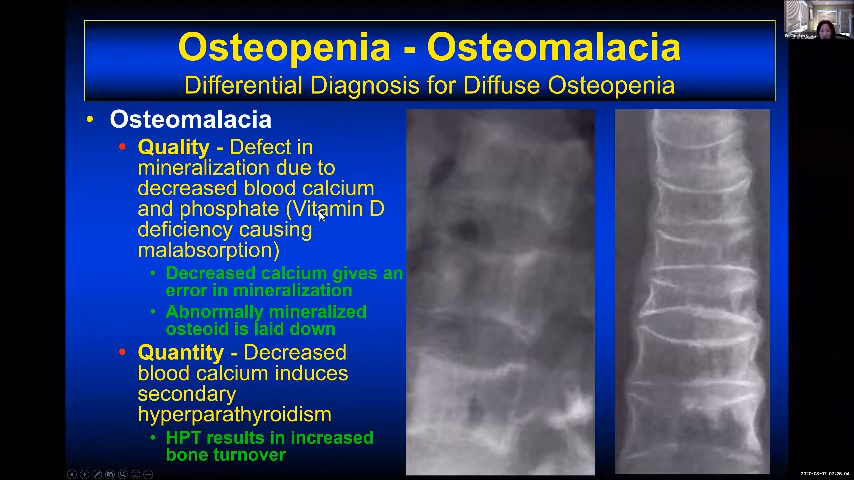 Osteopenia - Osteomalacia
Differential Diagnosis for Diffuse Osteopenia
• Osteomalacia
• Quality - Defect in
mineralization due to
decreased blood calcium
and phosphate (Vitamin D
deficiency causing
malabsorption)
• Decreased calcium gives an
error in mineralization
• Abnormally mineralized
osteoid is laid down
• Quantity - Decreased
blood calcium induces
secondary
hyperparathyroidism
• HPT results in increased
bone turnover